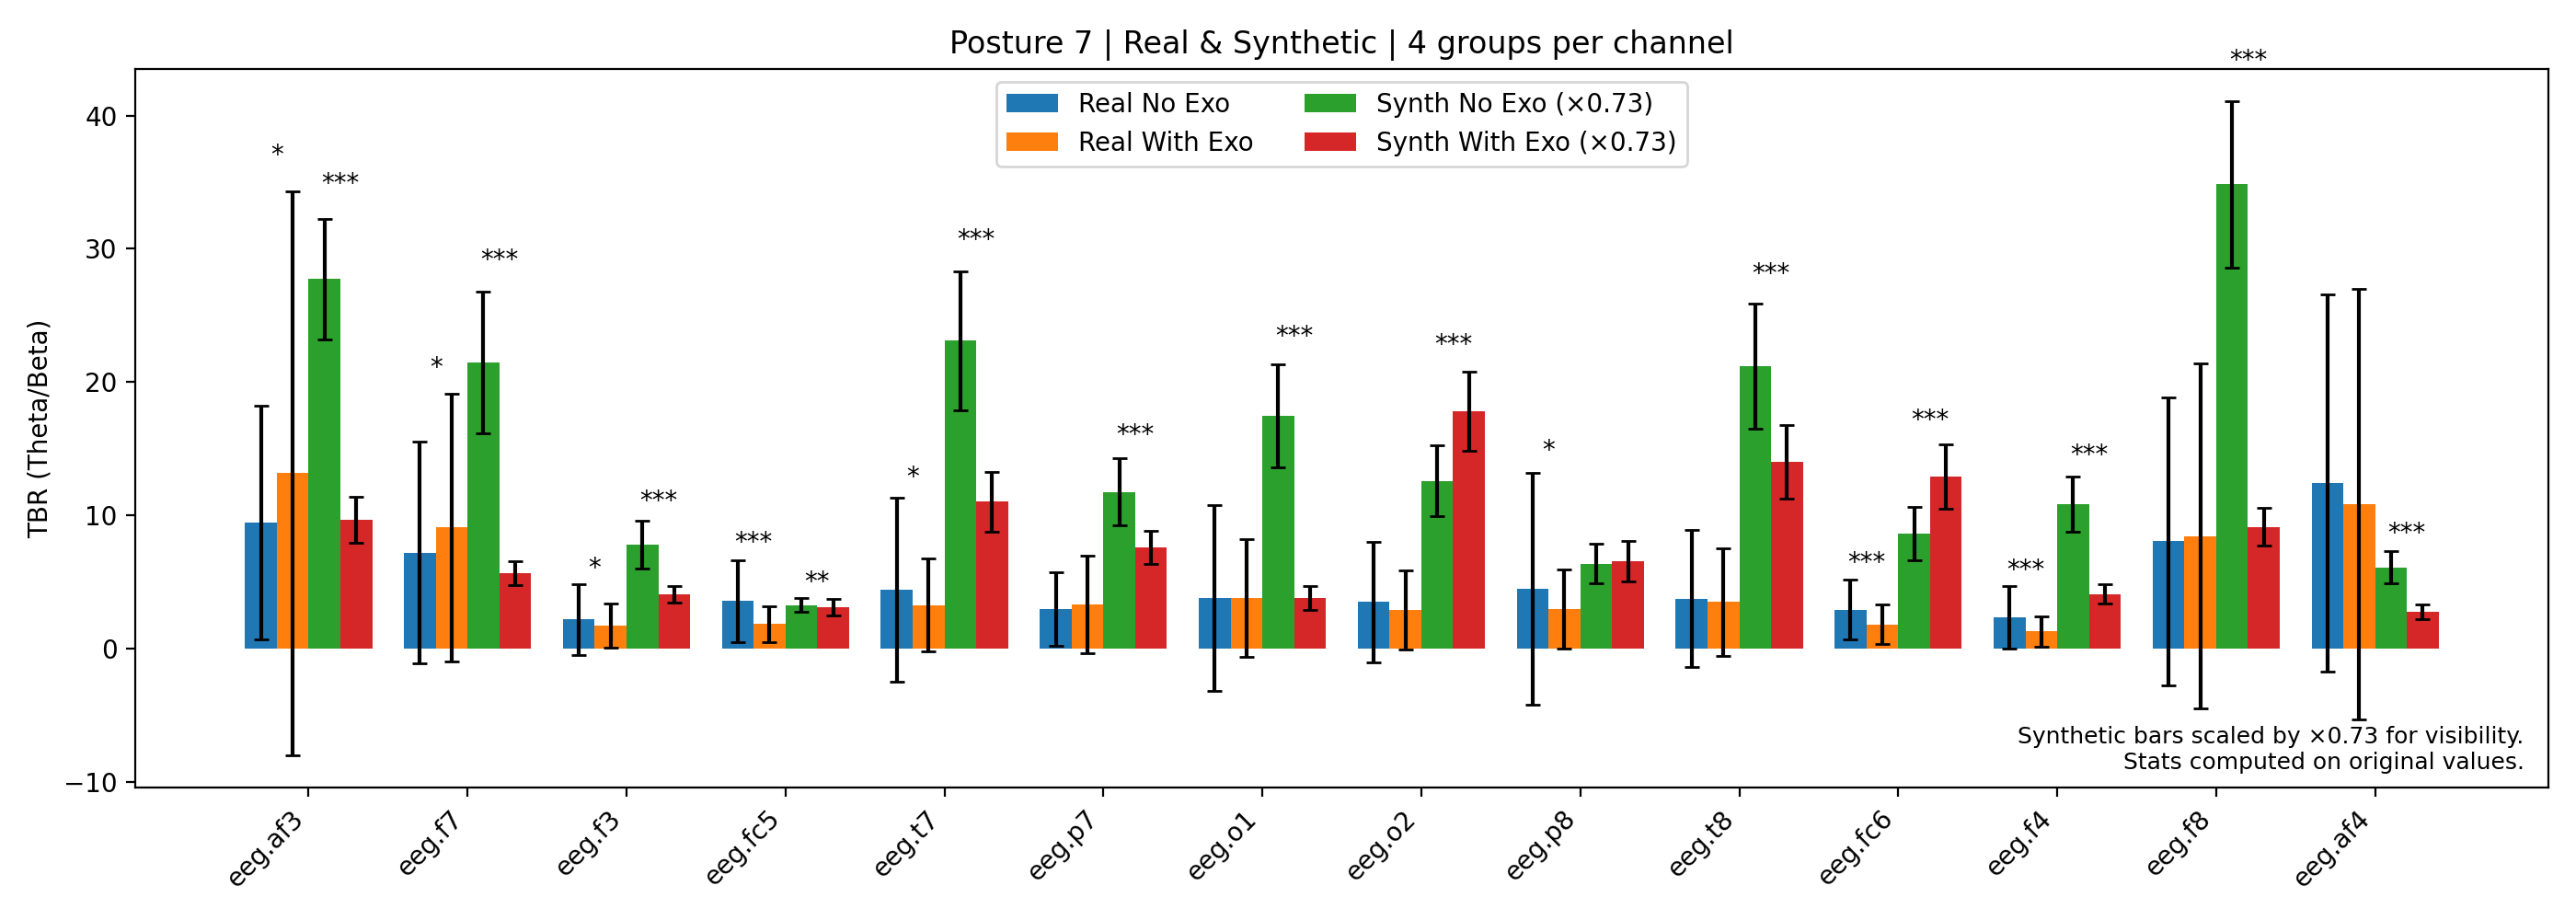 Posture 7 | Real & Synthetic | 4 groups per channel
***
Real No Exo
Real With Exo
Synth No Exo (×0.73)
Synth With Exo (×0.73)
TBR (Theta/Beta)
40
30
20
10
0
−10
*
***
*
***
*
***
***
**
*
***
***
***
***
*
***
***
***
***
***
***
Synthetic bars scaled by ×0.73 for visibility.
Stats computed on original values.
eeg.af3
eeg.f7
eeg.f3
eeg.fc5
eeg.t7
eeg.p7
eeg.o1
eeg.o2
eeg.p8
eeg.t8
eeg.fc6
eeg.f4
eeg.f8
eeg.af4